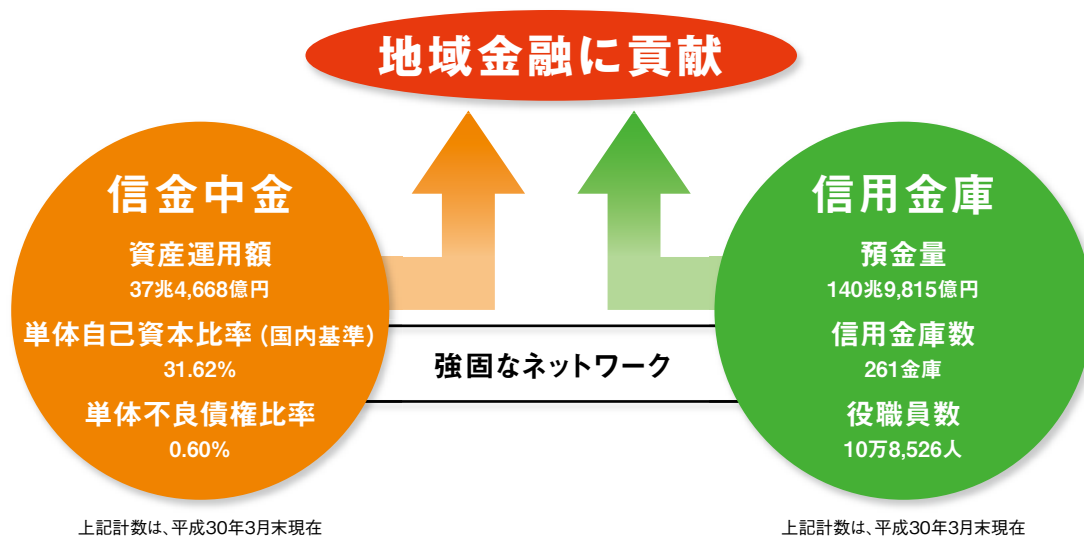 地域金融に貢献
信金中金
資産運用額
37兆4,668億円
単体自己資本比率（国内基準）
31.62%
単体不良債権比率
0.60%
強固なネットワーク
信用金庫
預金量
140兆9,815億円
信用金庫数
261金庫
役職員数
10万8,526人
上記計数は、平成30年3月末現在
上記計数は、平成30年3月末現在